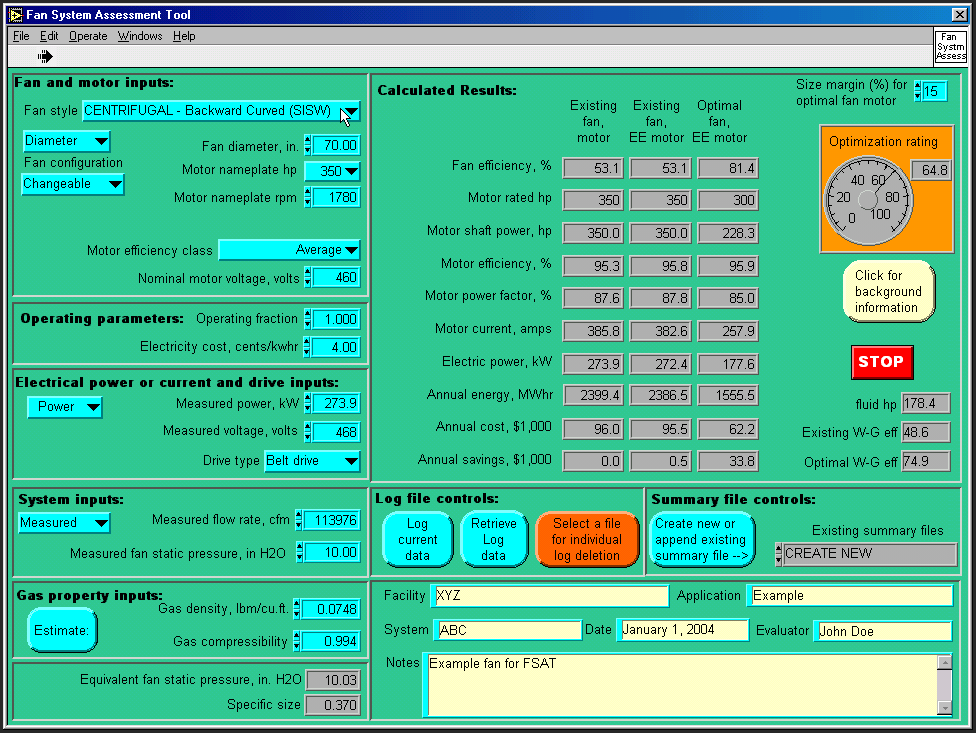 Fan System Assessment Tool
File Edit Operate Windows Help
Fan
Systm
Assess
Fan and motor inputs:
Fan style CENTRIFUGAL - Backward Curved (SISW)
Diameter
Fan diameter, in. 70.00
Fan configuration
Motor nameplate hp 350
Changeable
Motor nameplate rpm 1780
Motor efficiency class Average
Nominal motor voltage, volts 460
Operating parameters: Operating fraction 1.000
Electricity cost, cents/kwhr 4.00
Electrical power or current and drive inputs:
Power
Measured power, kW 273.9
Measured voltage, volts 468
Drive type Belt drive
System inputs:
Measured
Measured flow rate, cfm 113976
Measured fan static pressure, in H2O 10.00
Gas property inputs:
Gas density, lbm/cu.ft. 0.0748
Estimate:
Gas compressibility 0.994
Equivalent fan static pressure, in. H2O 10.03
Specific size 0.370
Calculated Results:
Existing Existing Optimal
fan, fan, fan,
motor EE motor EE motor
Fan efficiency, % 53.1 53.1 81.4
Motor rated hp 350 350 300
Motor shaft power, hp 350.0 350.0 228.3
Motor efficiency, % 95.3 95.8 95.9
Motor power factor, % 87.6 87.8 85.0
Motor current, amps 385.8 382.6 257.9
Electric power, kW 273.9 272.4 177.6
Annual energy, MWhr 2399.4 2386.5 1555.5
Annual cost, $1,000 96.0 95.5 62.2
Annual savings, $1,000 0.0 0.5 33.8
Size margin (%) for
optimal fan motor 15
Optimization rating
64.8
0 20 40 60 80 100
Click for
background
information
STOP
fluid hp 178.4
Existing W-G eff 48.6
Optimal W-G eff 74.9
Log file controls:
Log
current
data
Retrieve
Log
data
Select a file
for individual
log deletion
Summary file controls:
Create new or
append existing
summary file -->
Existing summary files
CREATE NEW
Facility XYZ Application Example
System ABC Date January 1, 2004 Evaluator John Doe
Notes Example fan for FSAT